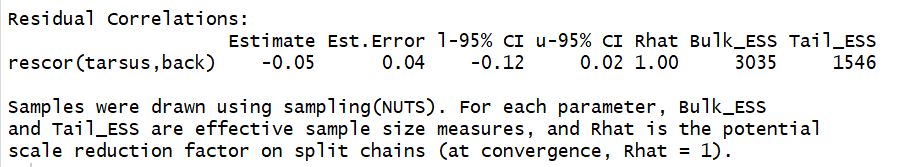 Residual Correlations:
Estimate Est.Error l-95% CI u-95% CI Rhat Bulk_ESS Tail_ESS
rescor(tarsus,back) -0.05 0.04 -0.12 0.02 1.00 3035 1546
Samples were drawn using sampling(NUTS). For each parameter, Bulk_ESS
and Tail_ESS are effective sample size measures, and Rhat is the potential
scale reduction factor on split chains (at convergence, Rhat = 1).